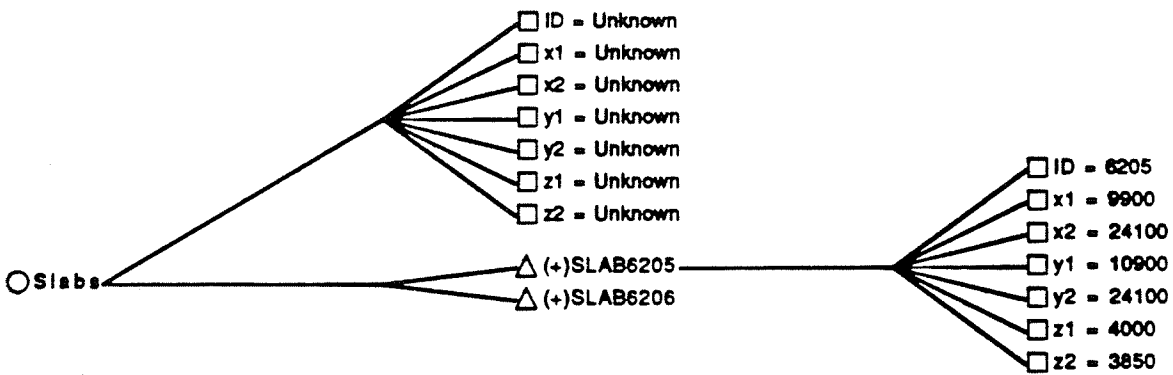 ID = Unknown
x1 = Unknown
x2 = Unknown
y1 = Unknown
y2 = Unknown
z1 = Unknown
z2 = Unknown
Slabs
(+)SLAB6205
(+)SLAB6206
ID = 6205
x1 = 9900
x2 = 24100
y1 = 10900
y2 = 24100
z1 = 4000
z2 = 3850